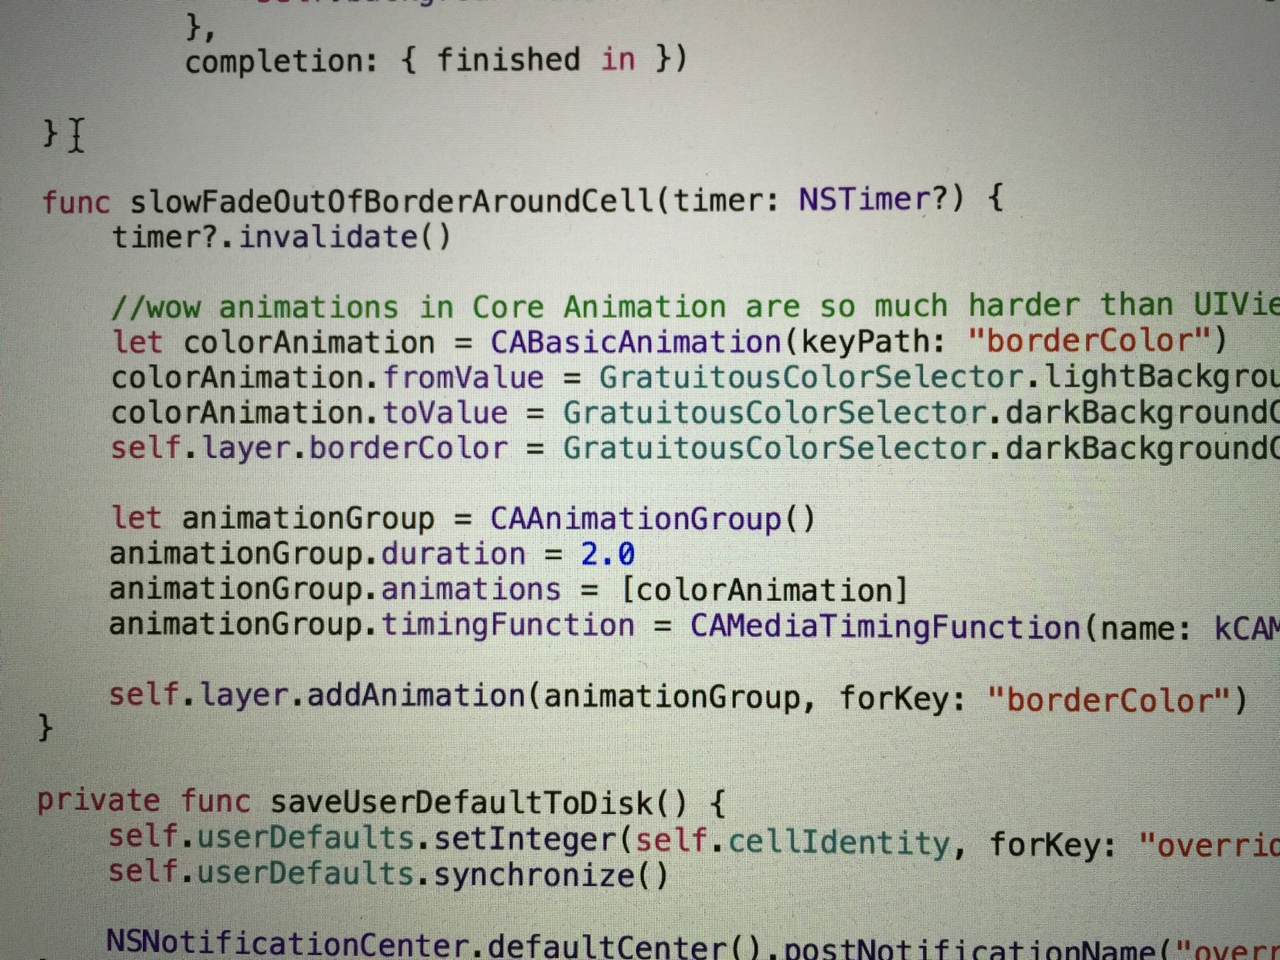 },
completion: { finished in })
}
func slowFadeOutOfBorderAroundCell(timer: NSTimer?) {
timer?.invalidate()
//wow animations in Core Animation are so much harder than UIVie
let colorAnimation = CABasicAnimation(keyPath: "borderColor")
colorAnimation.fromValue = GratuitousColorSelector.lightBackgrou
colorAnimation.toValue = GratuitousColorSelector.darkBackgroundC
self.layer.borderColor = GratuitousColorSelector.darkBackgroundC
let animationGroup = CAAnimationGroup()
animationGroup.duration = 2.0
animationGroup.animations = [colorAnimation]
animationGroup.timingFunction = CAMediaTimingFunction(name: kCAM
self.layer.addAnimation(animationGroup, forKey: "borderColor")
}
private func saveUserDefaultToDisk() {
self.userDefaults.setInteger(self.cellIdentity, forKey: "overrid
self.userDefaults.synchronize()
NSNotificationCenter.defaultCenter().postNotificationName("overr